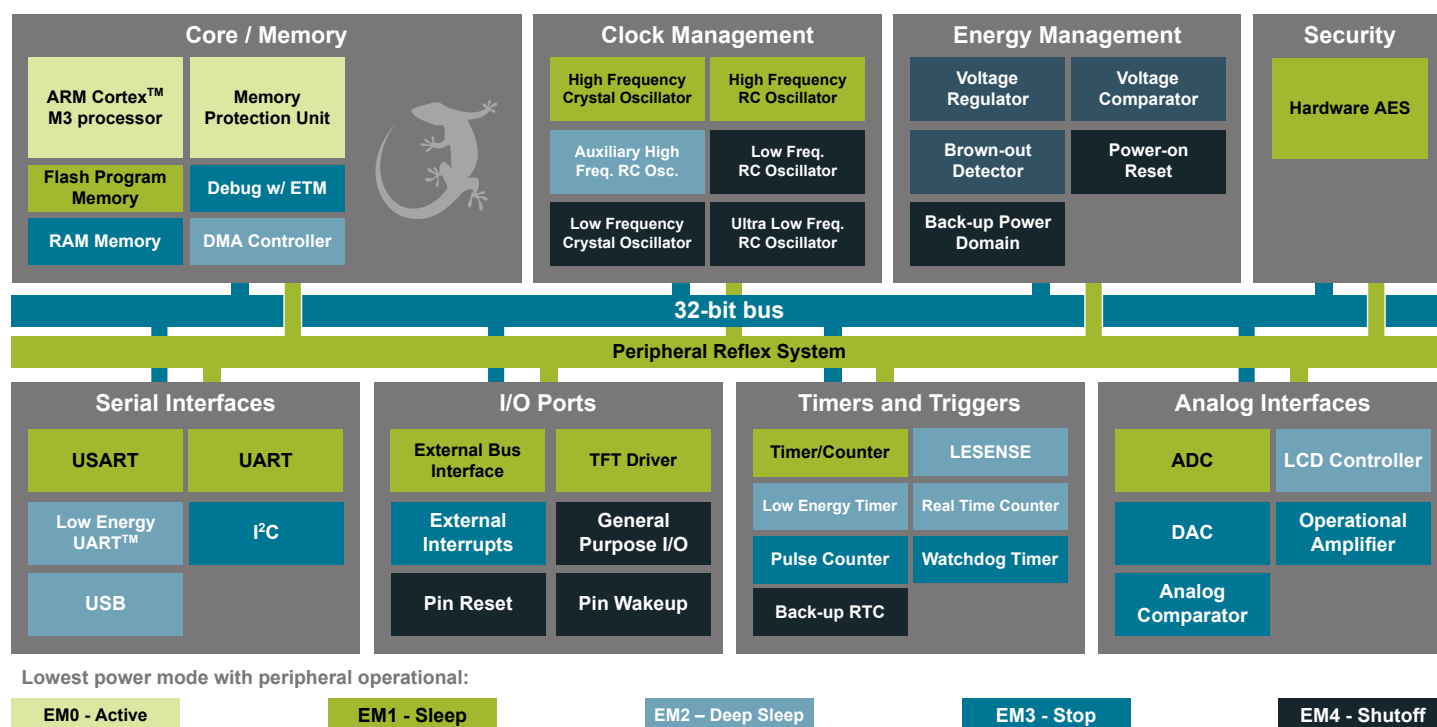 Core / Memory
ARM Cortex™
M3 processor
Memory
Protection Unit
Flash Program
Memory
Debug w/ ETM
RAM Memory
DMA Controller
Clock Management
High Frequency
Crystal Oscillator
High Frequency
RC Oscillator
Auxiliary High
Freq. RC Osc.
Low Freq.
RC Oscillator
Low Frequency
Crystal Oscillator
Ultra Low Freq.
RC Oscillator
Energy Management
Voltage
Regulator
Voltage
Comparator
Brown-out
Detector
Power-on
Reset
Back-up Power
Domain
Security
Hardware AES
32-bit bus
Peripheral Reflex System
Serial Interfaces
USART
UART
Low Energy
UART™
I²C
USB
I/O Ports
External Bus
Interface
TFT Driver
External
Interrupts
General
Purpose I/O
Pin Reset
Pin Wakeup
Timers and Triggers
Timer/Counter
LESENSE
Low Energy Timer
Real Time Counter
Pulse Counter
Watchdog Timer
Back-up RTC
Analog Interfaces
ADC
LCD Controller
DAC
Operational
Amplifier
Analog
Comparator
Lowest power mode with peripheral operational:
EM0 - Active
EM1 - Sleep
EM2 – Deep Sleep
EM3 - Stop
EM4 - Shutoff